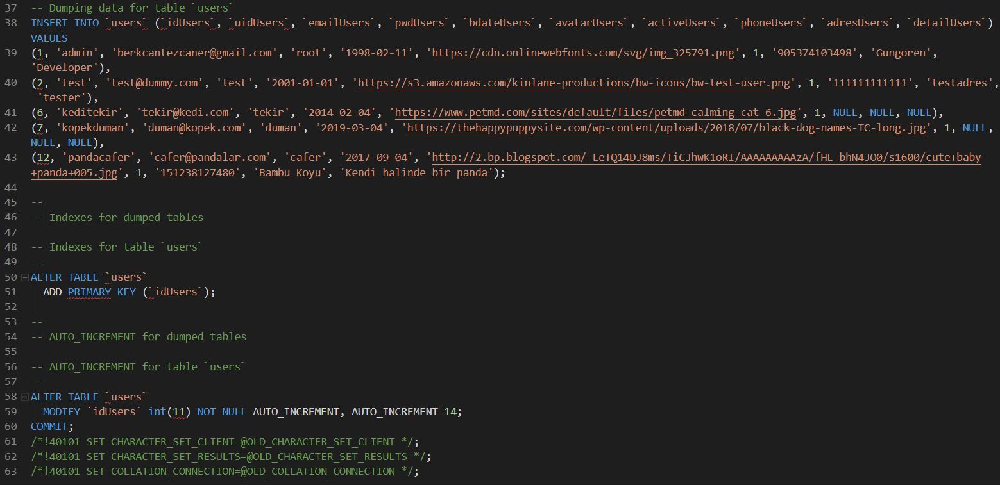 37 -- Dumping data for table `users`
38 INSERT INTO `users` (`idUsers`, `uidUsers`, `emailUsers`, `pwdUsers`, `bdateUsers`, `avatarUsers`, `activeUsers`, `phoneUsers`, `adresUsers`, `detailUsers`)
VALUES
39 (1, 'admin', 'berkcantezcaner@gmail.com', 'root', '1998-02-11', 'https://cdn.onlinewebfonts.com/svg/img_325791.png', 1, '905374103498', 'Gungoren',
'Developer'),
40 (2, 'test', 'test@dummy.com', 'test', '2001-01-01', 'https://s3.amazonaws.com/kinlane-productions/bw-icons/bw-test-user.png', 1, '111111111111', 'testadres',
'tester'),
41 (6, 'keditekir', 'tekir@kedi.com', 'tekir', '2014-02-04', 'https://www.petmd.com/sites/default/files/petmd-calming-cat-6.jpg', 1, NULL, NULL, NULL),
42 (7, 'kopekduman', 'duman@kopek.com', 'duman', '2019-03-04', 'https://thehappypuppysite.com/wp-content/uploads/2018/07/black-dog-names-TC-long.jpg', 1, NULL,
NULL, NULL),
43 (12, 'pandacafer', 'cafer@pandalar.com', 'cafer', '2017-09-04', 'http://2.bp.blogspot.com/-LeTQ14DJ8ms/TiCJhwK1oRI/AAAAAAAAAzA/fHL-bhN4JO0/s1600/cute+baby
+panda+005.jpg', 1, '151238127480', 'Bambu Koyu', 'Kendi halinde bir panda');
44
45 --
46 -- Indexes for dumped tables
47
48 -- Indexes for table `users`
49 --
50 ALTER TABLE `users`
51 ADD PRIMARY KEY (`idUsers`);
52
53 --
54 -- AUTO_INCREMENT for dumped tables
55
56 -- AUTO_INCREMENT for table `users`
57 --
58 ALTER TABLE `users`
59 MODIFY `idUsers` int(11) NOT NULL AUTO_INCREMENT, AUTO_INCREMENT=14;
60 COMMIT;
61 /*!40101 SET CHARACTER_SET_CLIENT=@OLD_CHARACTER_SET_CLIENT */;
62 /*!40101 SET CHARACTER_SET_RESULTS=@OLD_CHARACTER_SET_RESULTS */;
63 /*!40101 SET COLLATION_CONNECTION=@OLD_COLLATION_CONNECTION */;